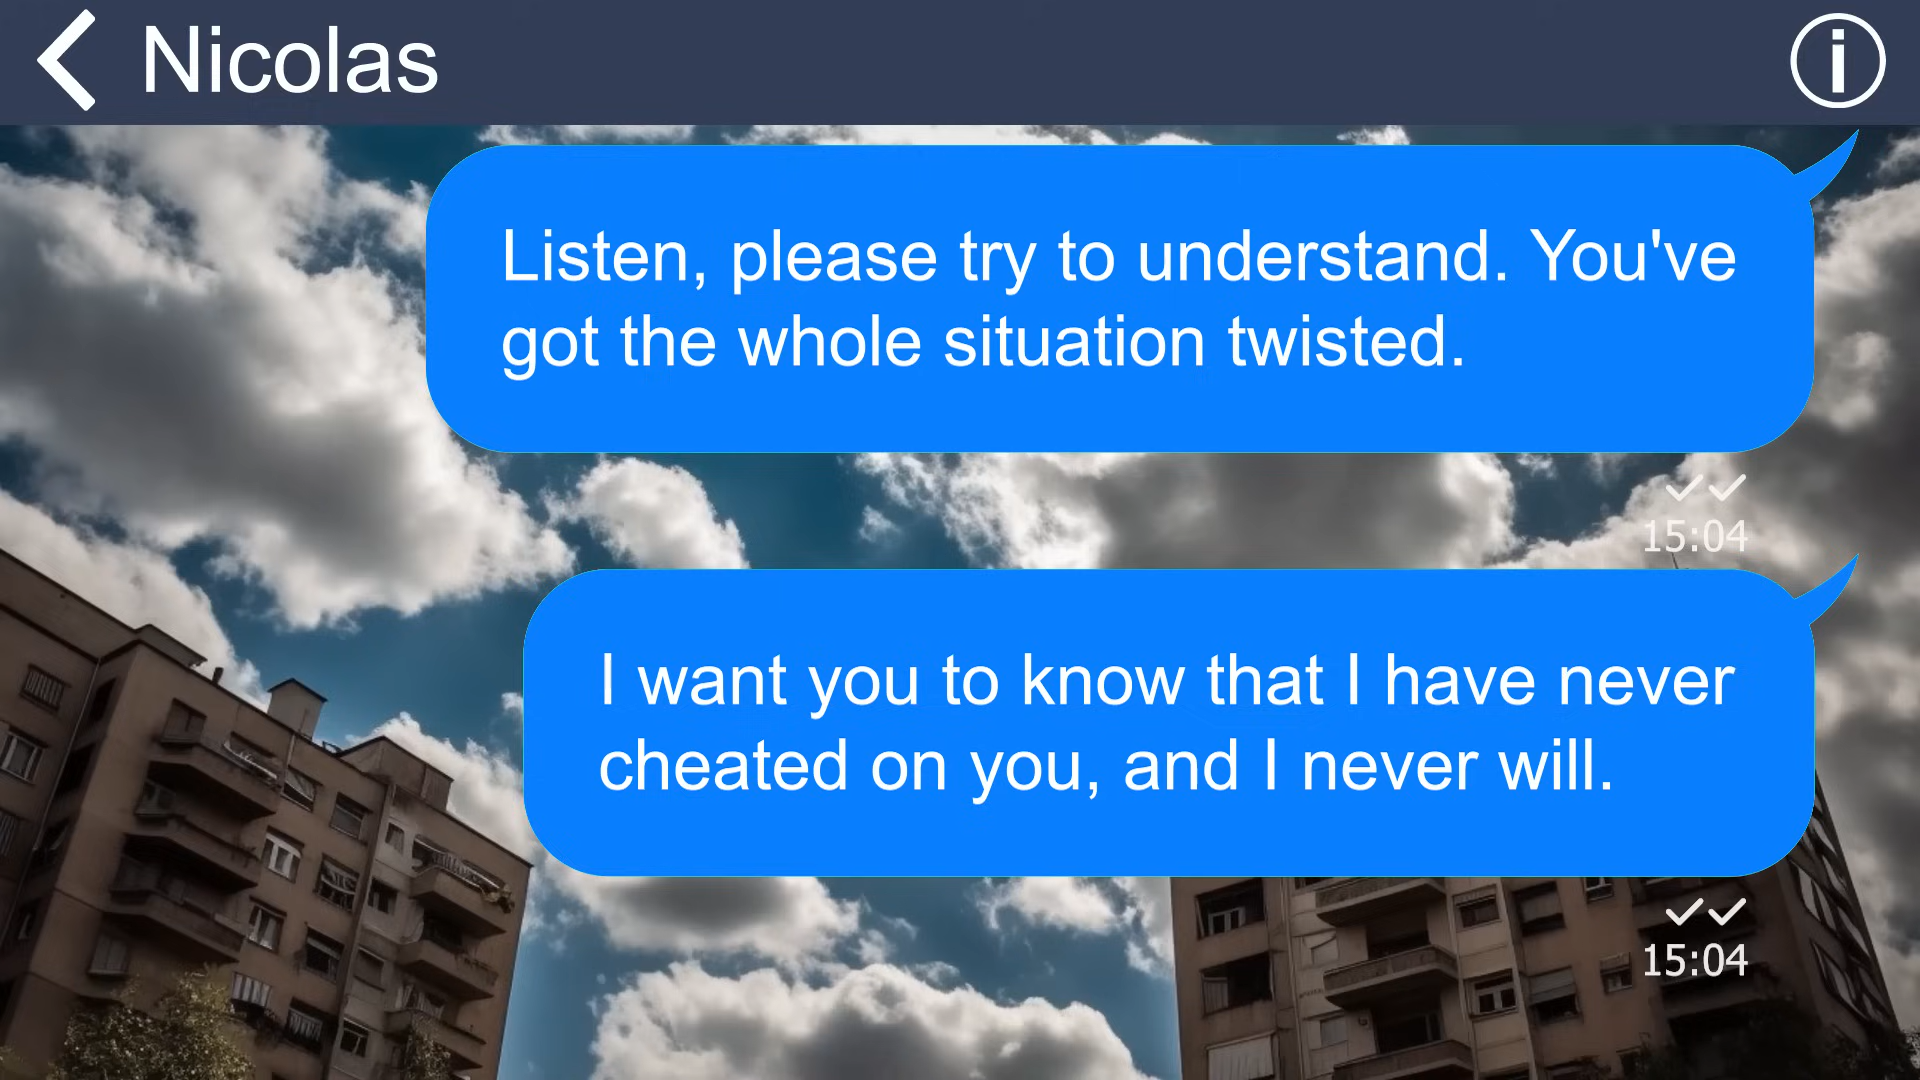 Nicolas
Listen, please try to understand. You've
got the whole situation twisted.
15:04
I want you to know that I have never
cheated on you, and I never will.
15:04